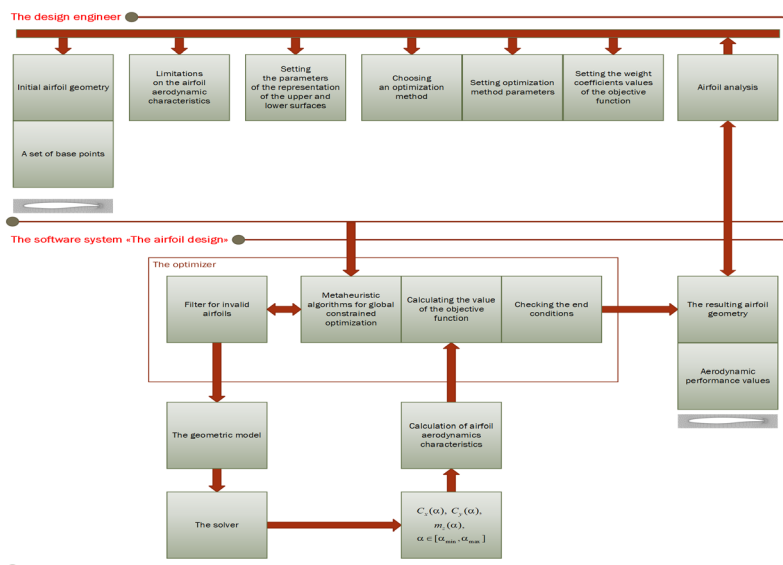 The design engineer
Initial airfoil geometry
A set of base points
Limitations
on the airfoil
aerodynamic
characteristics
Setting
the parameters
of the representation
of the upper and
lower surfaces
Choosing
an optimization
method
Setting optimization
method parameters
Setting the weight
coefficients values
of the objective
function
Airfoil analysis
The software system «The airfoil design»
The optimizer
Filter for invalid
airfoils
Metaheuristic
algorithms for global
constrained
optimization
Calculating the value
of the objective
function
Checking the end
conditions
The resulting airfoil
geometry
Aerodynamic
performance values
The geometric model
Calculation of airfoil
aerodynamics
characteristics
The solver
Cₓ(α), Cᵧ(α),
m_z(α),
α ∈ [α_min, α_max]